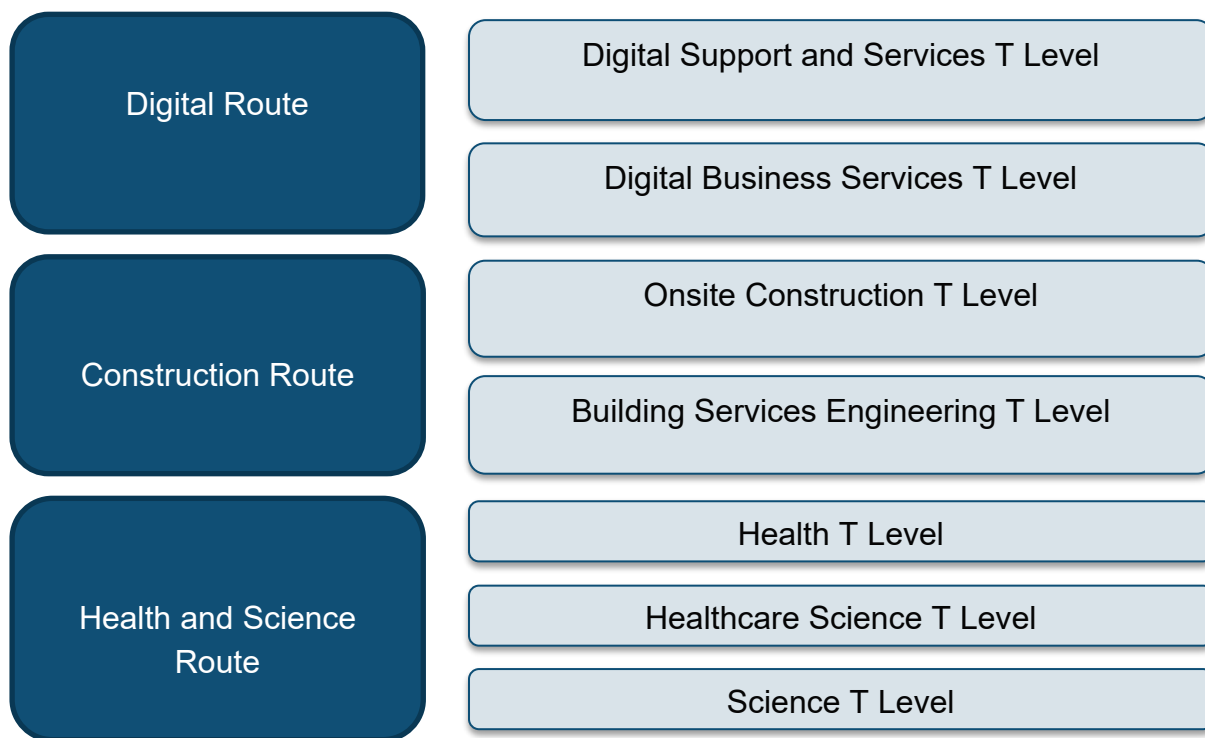 Digital Route
Digital Support and Services T Level
Digital Business Services T Level
Construction Route
Onsite Construction T Level
Building Services Engineering T Level
Health and Science
Route
Health T Level
Healthcare Science T Level
Science T Level